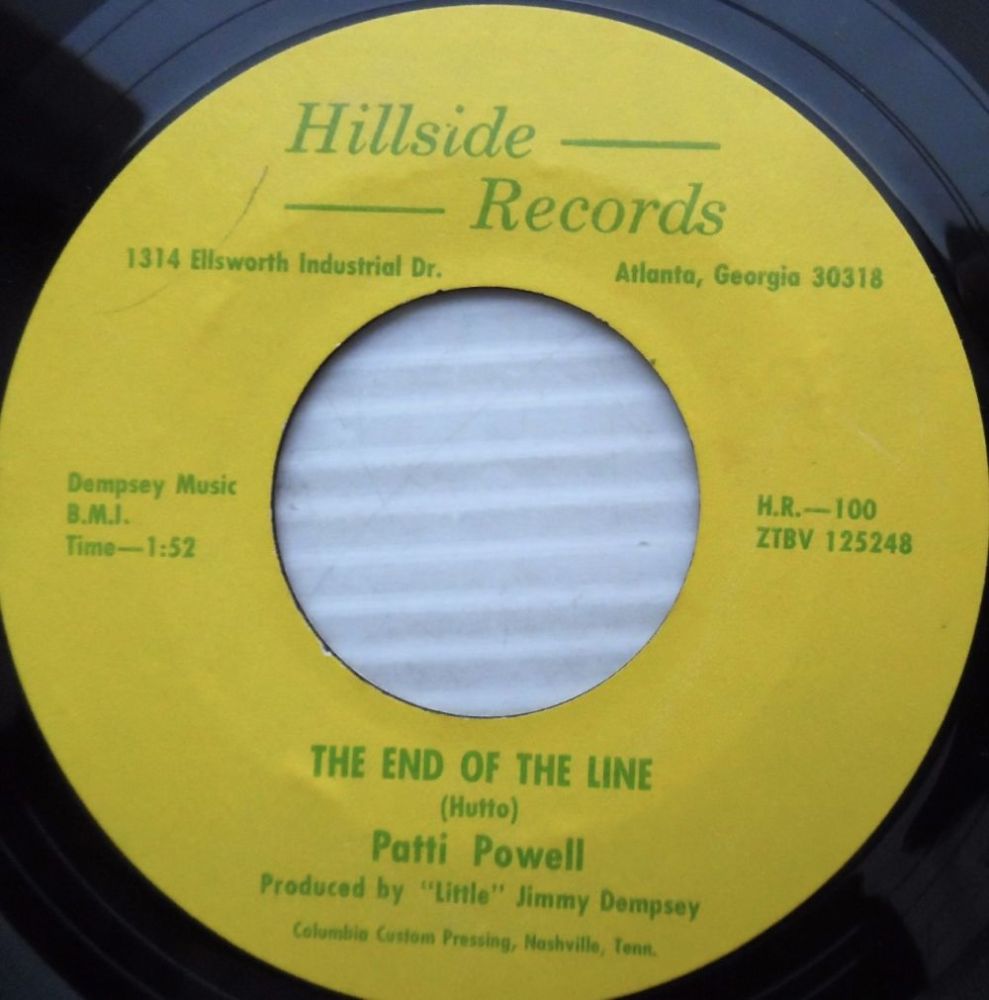 Hillside
Records
1314 Ellsworth Industrial Dr.
Atlanta, Georgia 30318
Dempsey Music
B.M.I.
Time—1:52
H.R.—100
ZTBV 125248
THE END OF THE LINE
(Hutto)
Patti Powell
Produced by "Little" Jimmy Dempsey
Columbia Custom Pressing, Nashville, Tenn.